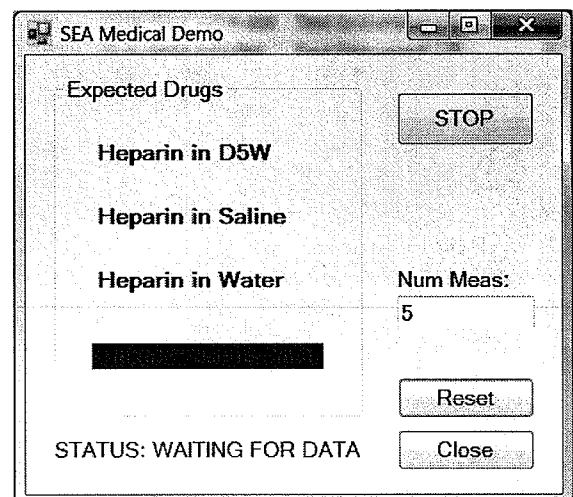 SEA Medical Demo
Expected Drugs
STOP
Heparin in D5W
Heparin in Saline
Heparin in Water
Num Meas:
5
Reset
STATUS: WAITING FOR DATA
Close